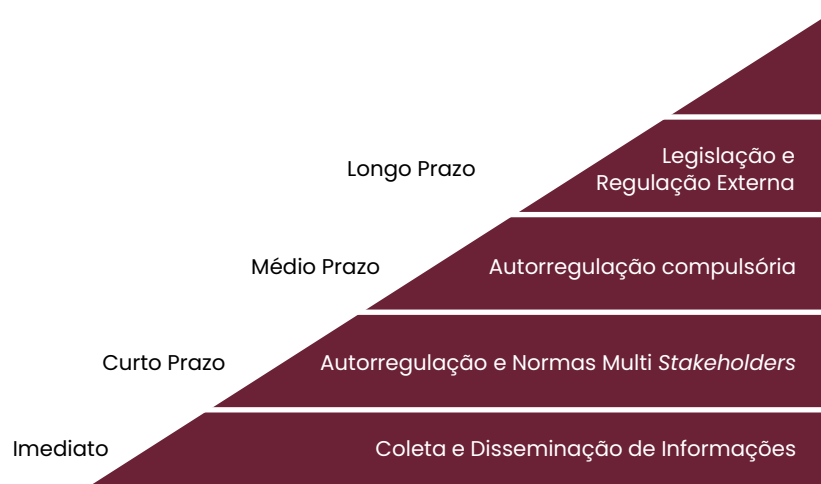 Longo Prazo
Legislação e
Regulação Externa
Médio Prazo
Autorregulação compulsória
Curto Prazo
Autorregulação e Normas Multi Stakeholders
Imediato
Coleta e Disseminação de Informações